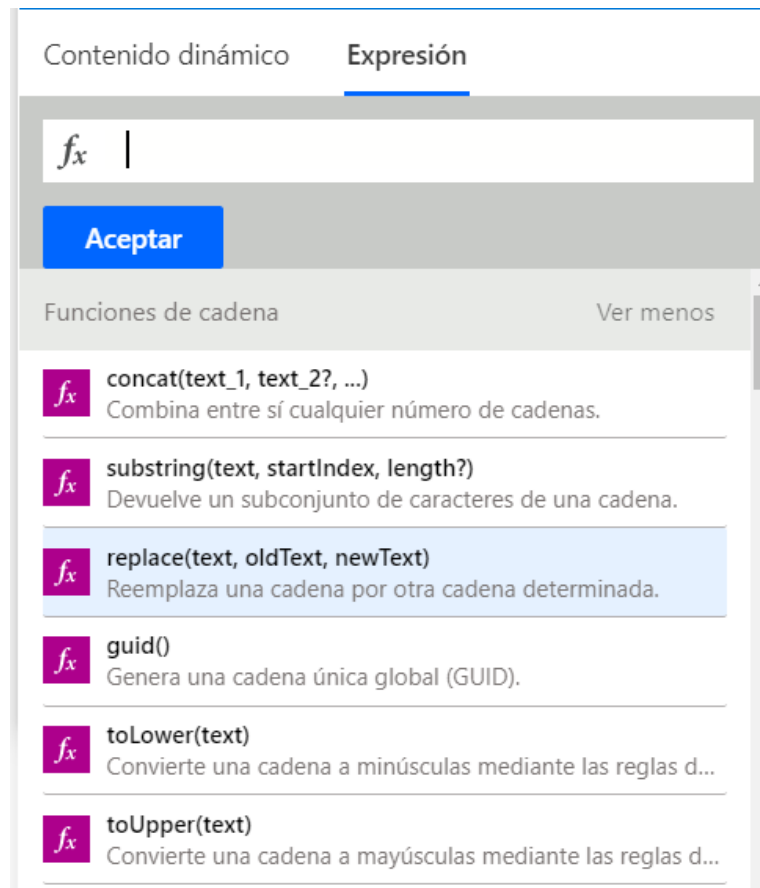 Contenido dinámico Expresión
fx
Aceptar
Funciones de cadena Ver menos
fx concat(text_1, text_2?, ...)
Combina entre sí cualquier número de cadenas.
fx substring(text, startIndex, length?)
Devuelve un subconjunto de caracteres de una cadena.
fx replace(text, oldText, newText)
Reemplaza una cadena por otra cadena determinada.
fx guid()
Genera una cadena única global (GUID).
fx toLower(text)
Convierte una cadena a minúsculas mediante las reglas d...
fx toUpper(text)
Convierte una cadena a mayúsculas mediante las reglas d...